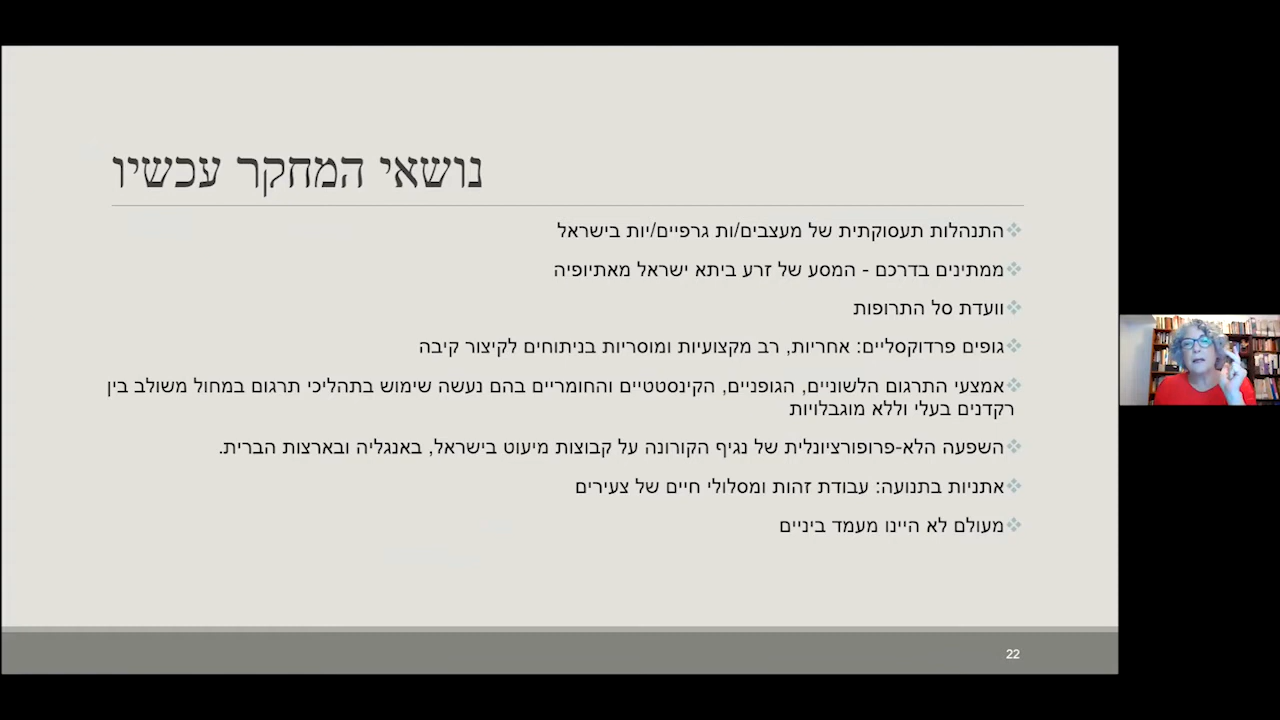 נושאי המחקר עכשיו
❖התנהלות תעסוקתית של מעצבים/ות גרפיים/יות בישראל
❖ממתינים בדרכם - המסע של זרע ביתא ישראל מאתיופיה
❖וועדת סל התרופות
❖גופים פרדוקסליים: אחריות, רב מקצועיות ומוסריות בניתוחים לקיצור קיבה
❖אמצעי התרגום הלשוניים, הגופניים, הקינסטטיים והחומריים בהם נעשה שימוש בתהליכי תרגום במחול משולב בין
רקדנים בעלי וללא מוגבלויות
❖השפעה הלא-פרופורציונלית של נגיף הקורונה על קבוצות מיעוט בישראל, באנגליה ובארצות הברית.
❖אתניות בתנועה: עבודת זהות ומסלולי חיים של צעירים
❖מעולם לא היינו מעמד ביניים
22